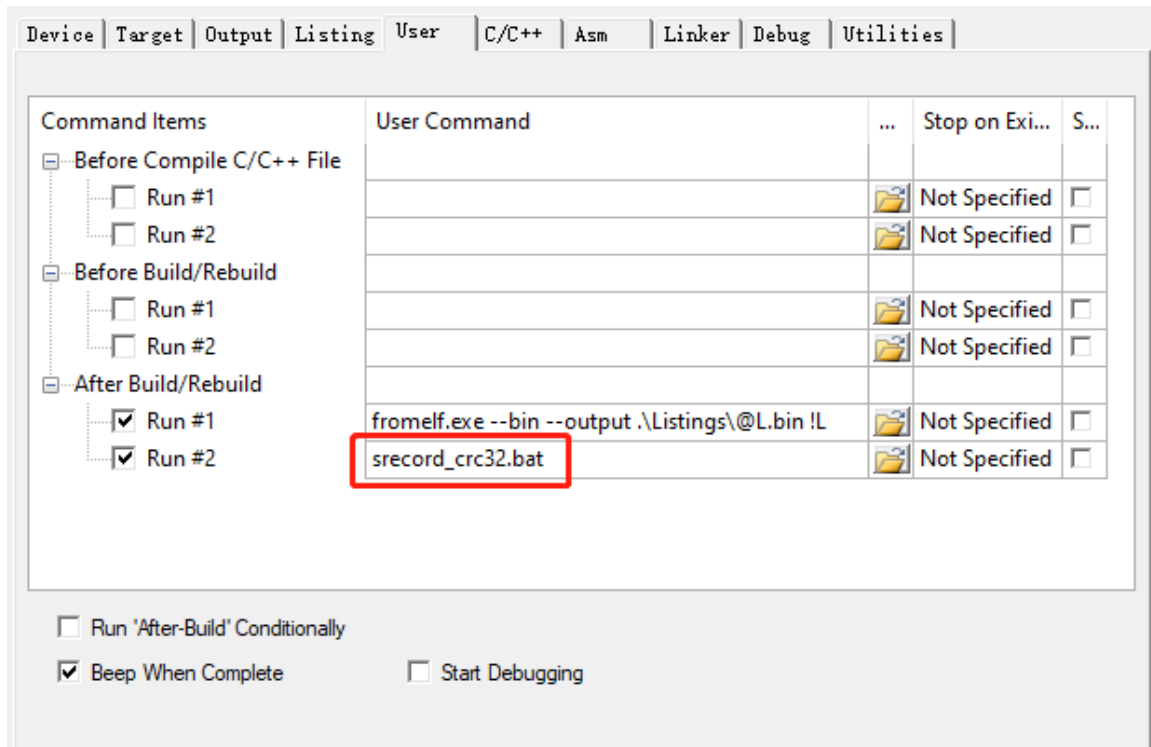 Device Target Output Listing User C/C++ Asm Linker Debug Utilities
Command Items User Command ... Stop on Exi... S...
Before Compile C/C++ File
Run #1 Not Specified
Run #2 Not Specified
Before Build/Rebuild
Run #1 Not Specified
Run #2 Not Specified
After Build/Rebuild
Run #1 fromelf.exe --bin --output .\Listings\@L.bin !L Not Specified
Run #2 srecord_crc32.bat Not Specified
Run 'After-Build' Conditionally
Beep When Complete Start Debugging